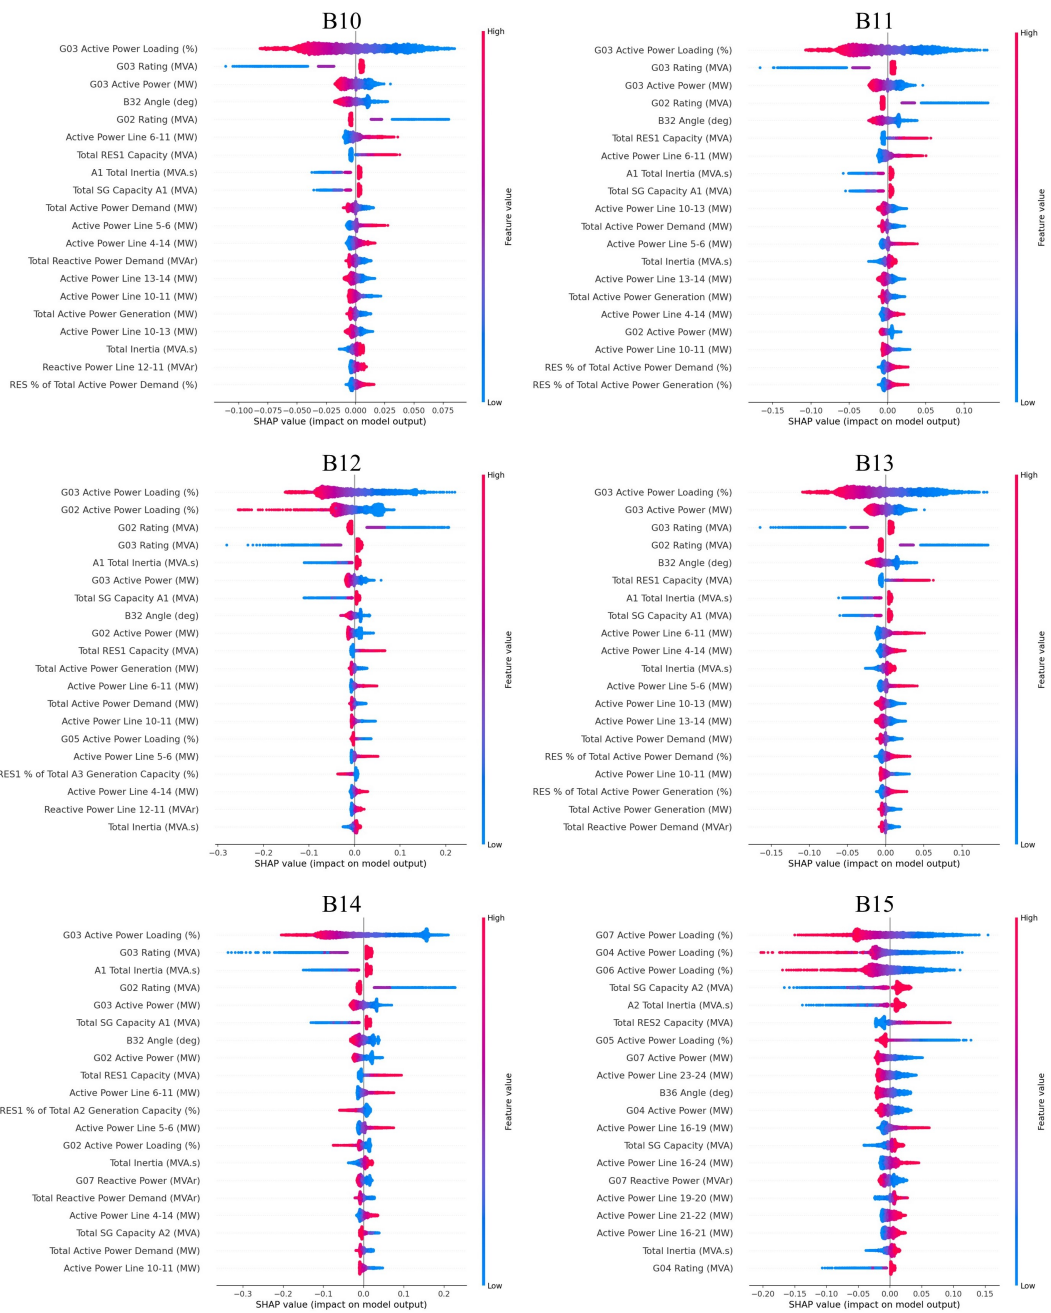 B10
High
G03 Active Power Loading (%)
G03 Rating (MVA)
G03 Active Power (MW)
B32 Angle (deg)
G02 Rating (MVA)
Active Power Line 6-11 (MW)
Total RES1 Capacity (MVA)
A1 Total Inertia (MVA.s)
Total SG Capacity A1 (MVA)
Total Active Power Demand (MW)
Active Power Line 5-6 (MW)
Active Power Line 4-14 (MW)
Total Reactive Power Demand (MVAr)
Active Power Line 13-14 (MW)
Active Power Line 10-11 (MW)
Total Active Power Generation (MW)
Active Power Line 10-13 (MW)
Total Inertia (MVA.s)
Reactive Power Line 12-11 (MVAr)
RES % of Total Active Power Demand (%)
Feature value
Low
−0.100 −0.075 −0.050 −0.025 0.000 0.025 0.050 0.075
SHAP value (impact on model output)
B11
High
G03 Active Power Loading (%)
G03 Rating (MVA)
G03 Active Power (MW)
G02 Rating (MVA)
B32 Angle (deg)
Total RES1 Capacity (MVA)
Active Power Line 6-11 (MW)
A1 Total Inertia (MVA.s)
Total SG Capacity A1 (MVA)
Active Power Line 10-13 (MW)
Total Active Power Demand (MW)
Active Power Line 5-6 (MW)
Total Inertia (MVA.s)
Active Power Line 13-14 (MW)
Total Active Power Generation (MW)
Active Power Line 4-14 (MW)
G02 Active Power (MW)
Active Power Line 10-11 (MW)
RES % of Total Active Power Demand (%)
RES % of Total Active Power Generation (%)
Feature value
Low
−0.15 −0.10 −0.05 0.00 0.05 0.10
SHAP value (impact on model output)
B12
High
G03 Active Power Loading (%)
G02 Active Power Loading (%)
G02 Rating (MVA)
G03 Rating (MVA)
A1 Total Inertia (MVA.s)
G03 Active Power (MW)
Total SG Capacity A1 (MVA)
B32 Angle (deg)
G02 Active Power (MW)
Total RES1 Capacity (MVA)
Total Active Power Generation (MW)
Active Power Line 6-11 (MW)
Total Active Power Demand (MW)
Active Power Line 10-11 (MW)
G05 Active Power Loading (%)
Active Power Line 5-6 (MW)
RES1 % of Total A3 Generation Capacity (%)
Active Power Line 4-14 (MW)
Reactive Power Line 12-11 (MVAr)
Total Inertia (MVA.s)
Feature value
Low
−0.3 −0.2 −0.1 0.0 0.1 0.2
SHAP value (impact on model output)
B13
High
G03 Active Power Loading (%)
G03 Active Power (MW)
G03 Rating (MVA)
G02 Rating (MVA)
B32 Angle (deg)
Total RES1 Capacity (MVA)
A1 Total Inertia (MVA.s)
Total SG Capacity A1 (MVA)
Active Power Line 6-11 (MW)
Active Power Line 4-14 (MW)
Total Inertia (MVA.s)
Active Power Line 5-6 (MW)
Active Power Line 10-13 (MW)
Active Power Line 13-14 (MW)
Total Active Power Demand (MW)
RES % of Total Active Power Demand (%)
Active Power Line 10-11 (MW)
RES % of Total Active Power Generation (%)
Total Active Power Generation (MW)
Total Reactive Power Demand (MVAr)
Feature value
Low
−0.15 −0.10 −0.05 0.00 0.05 0.10
SHAP value (impact on model output)
B14
High
G03 Active Power Loading (%)
G03 Rating (MVA)
A1 Total Inertia (MVA.s)
G02 Rating (MVA)
G03 Active Power (MW)
Total SG Capacity A1 (MVA)
B32 Angle (deg)
G02 Active Power (MW)
Total RES1 Capacity (MVA)
Active Power Line 6-11 (MW)
RES1 % of Total A2 Generation Capacity (%)
Active Power Line 5-6 (MW)
G02 Active Power Loading (%)
Total Inertia (MVA.s)
G07 Reactive Power (MVAr)
Total Reactive Power Demand (MVAr)
Active Power Line 4-14 (MW)
Total SG Capacity A2 (MVA)
Total Active Power Demand (MW)
Active Power Line 10-11 (MW)
Feature value
Low
−0.3 −0.2 −0.1 0.0 0.1 0.2
SHAP value (impact on model output)
B15
High
G07 Active Power Loading (%)
G04 Active Power Loading (%)
G06 Active Power Loading (%)
Total SG Capacity A2 (MVA)
A2 Total Inertia (MVA.s)
Total RES2 Capacity (MVA)
G05 Active Power Loading (%)
G07 Active Power (MW)
Active Power Line 23-24 (MW)
B36 Angle (deg)
G04 Active Power (MW)
Active Power Line 16-19 (MW)
Total SG Capacity (MVA)
Active Power Line 16-24 (MW)
G07 Reactive Power (MVAr)
Active Power Line 19-20 (MW)
Active Power Line 21-22 (MW)
Active Power Line 16-21 (MW)
Total Inertia (MVA.s)
G04 Rating (MVA)
Feature value
Low
−0.20 −0.15 −0.10 −0.05 0.00 0.05 0.10 0.15
SHAP value (impact on model output)